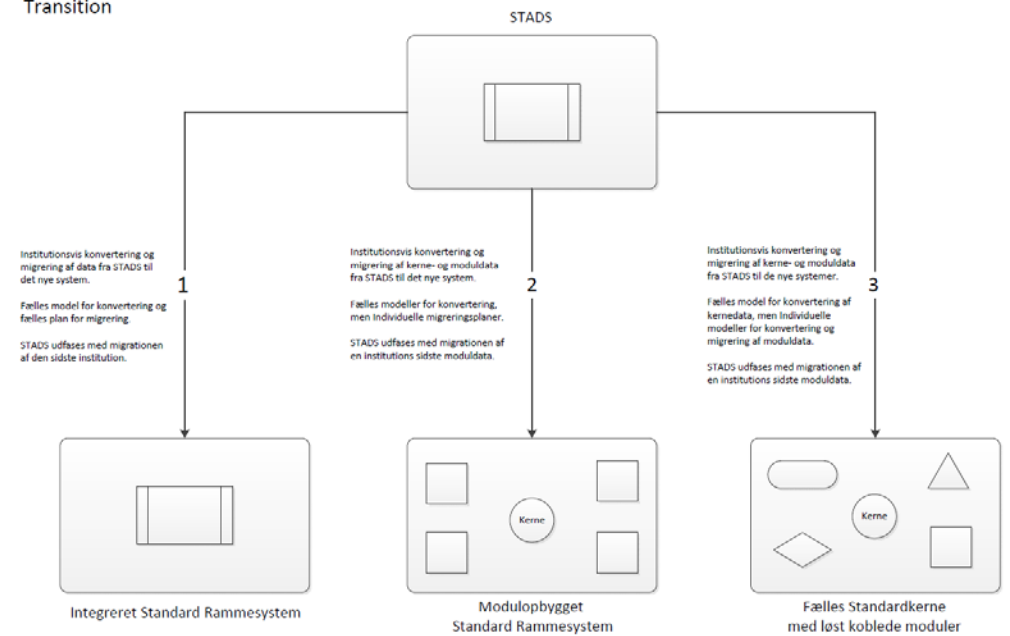 Transition
STADS
Institutionsvis konvertering og
migrering af data fra STADS til
det nye system.
Fælles model for konvertering og
fælles plan for migrering.
STADS udfases med migrationen
af den sidste institution.
1
Institutionsvis konvertering og
migrering af kerne- og moduldata
fra STADS til det nye system.
Fælles modeller for konvertering,
men Individuelle migreringsplaner.
STADS udfases med migrationen af
en institutions sidste moduldata.
2
Institutionsvis konvertering og
migrering af kerne- og moduldata
fra STADS til de nye systemer.
Fælles model for konvertering af
kernedata, men Individuelle
modeller for konvertering og
migrering af moduldata.
STADS udfases med migrationen af
en institutions sidste moduldata.
3
Integreret Standard Rammesystem
Kerne
Modulopbygget
Standard Rammesystem
Kerne
Fælles Standardkerne
med løst koblede moduler